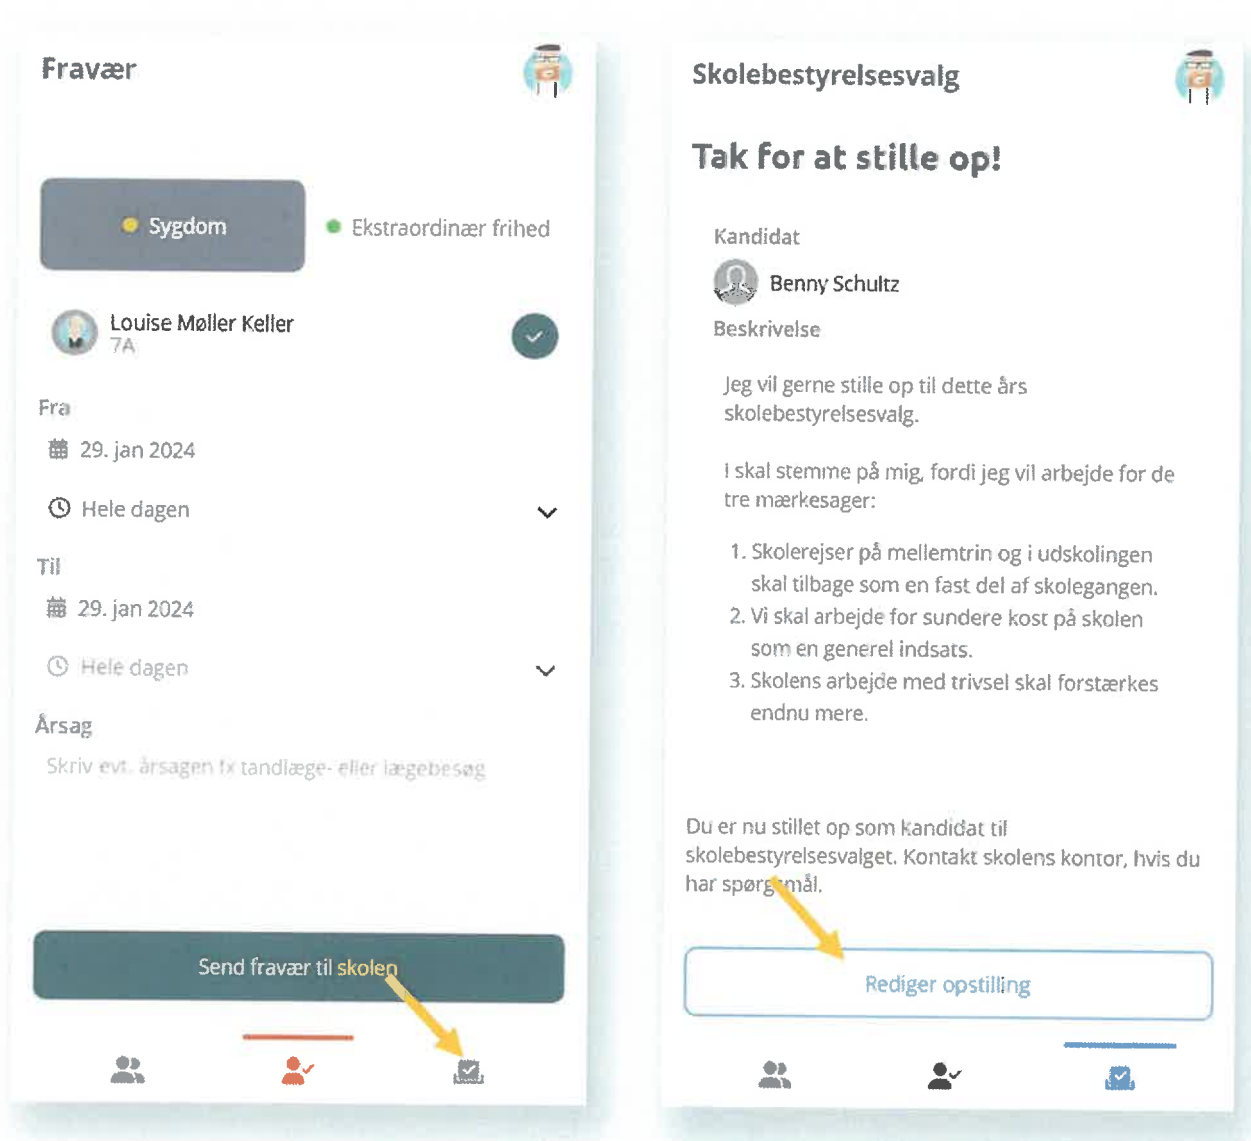 Fravær
Sygdom
Ekstraordinær frihed
Louise Møller Keller
7A
Fra
29. jan 2024
Hele dagen
Til
29. jan 2024
Hele dagen
Årsag
Skriv evt. årsagen fx tandlæge- eller lægebesøg
Send fravær til skolen
Skolebestyrelsesvalg
Tak for at stille op!
Kandidat
Benny Schultz
Beskrivelse
Jeg vil gerne stille op til dette års
skolebestyrelsesvalg.
I skal stemme på mig, fordi jeg vil arbejde for de
tre mærkesager:
1. Skolerejser på mellemtrin og i udskolingen
skal tilbage som en fast del af skolegangen.
2. Vi skal arbejde for sundere kost på skolen
som en generel indsats.
3. Skolens arbejde med trivsel skal forstærkes
endnu mere.
Du er nu stillet op som kandidat til
skolebestyrelsesvalget. Kontakt skolens kontor, hvis du
har spørgsmål.
Rediger opstilling